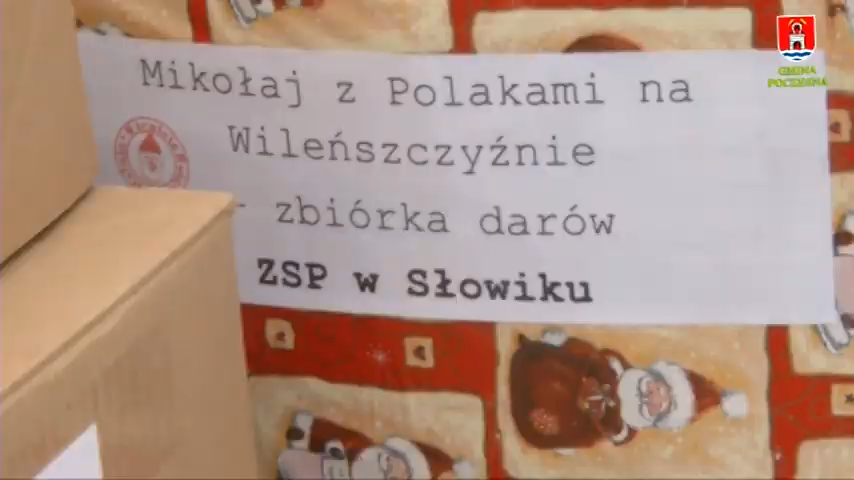 GMINA
POCZESNA
Mikołaj z Polakami na
Wileńszczyźnie
- zbiórka darów
ZSP w Słowiku